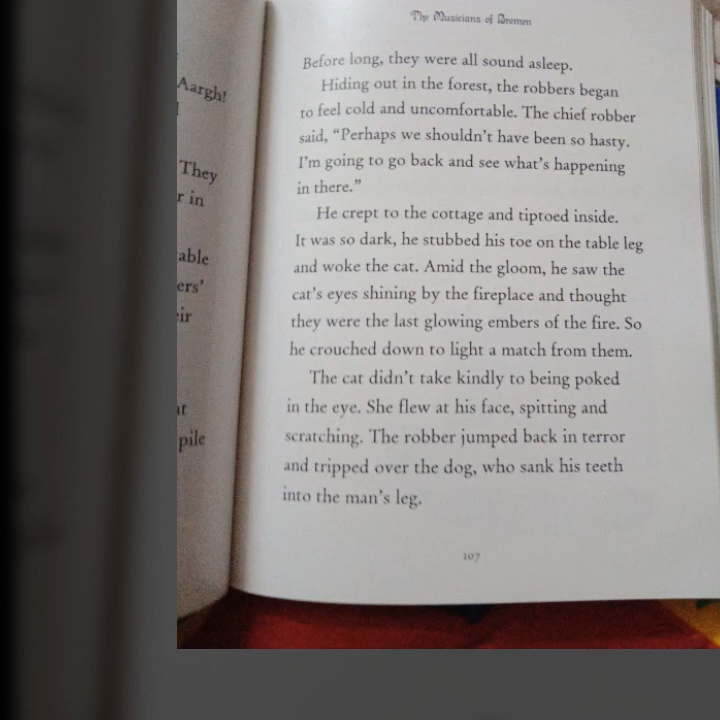 Aargh!
They
r in
able
ers'
eir
pile
The Musicians of Bremen
Before long, they were all sound asleep.
Hiding out in the forest, the robbers began
to feel cold and uncomfortable. The chief robber
said, “Perhaps we shouldn't have been so hasty.
I'm going to go back and see what's happening
in there.”
He crept to the cottage and tiptoed inside.
It was so dark, he stubbed his toe on the table leg
and woke the cat. Amid the gloom, he saw the
cat's eyes shining by the fireplace and thought
they were the last glowing embers of the fire. So
he crouched down to light a match from them.
The cat didn't take kindly to being poked
in the eye. She flew at his face, spitting and
scratching. The robber jumped back in terror
and tripped over the dog, who sank his teeth
into the man's leg.
107